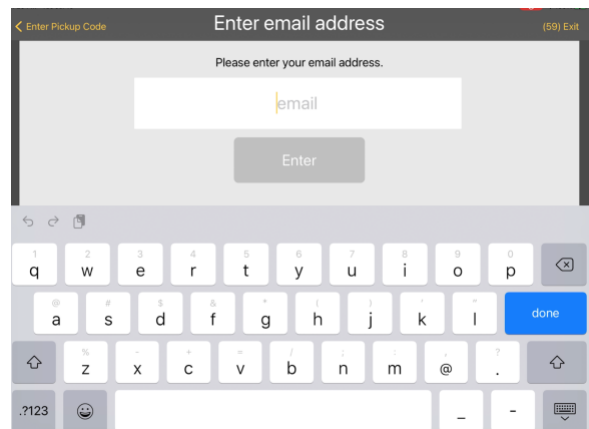 Enter Pickup Code
Enter email address
(59) Exit
Please enter your email address.
email
Enter
1 2 3 4 5 6 7 8 9 0
q w e r t y u i o p
@ # $ & * ( ) ' "
a s d f g h j k l done
% - + = / ; : , ?
z x c v b n m @ .
.?123 _ -